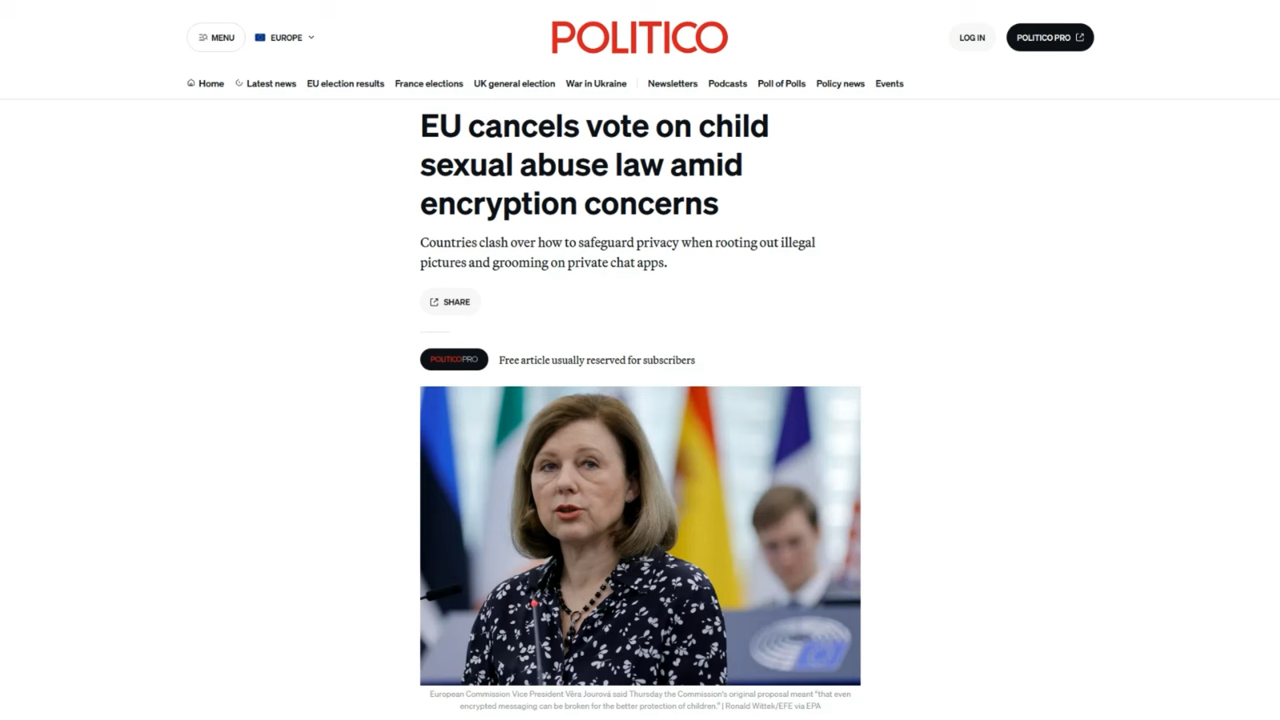 MENU
EUROPE
POLITICO
LOG IN
POLITICO PRO
Home
Latest news
EU election results
France elections
UK general election
War in Ukraine
Newsletters
Podcasts
Poll of Polls
Policy news
Events
EU cancels vote on child
sexual abuse law amid
encryption concerns
Countries clash over how to safeguard privacy when rooting out illegal
pictures and grooming on private chat apps.
SHARE
POLITICOPRO
Free article usually reserved for subscribers
European Commission Vice President Věra Jourová said Thursday the Commission's original proposal meant "that even
encrypted messaging can be broken for the better protection of children." | Ronald Wittek/EFE via EPA